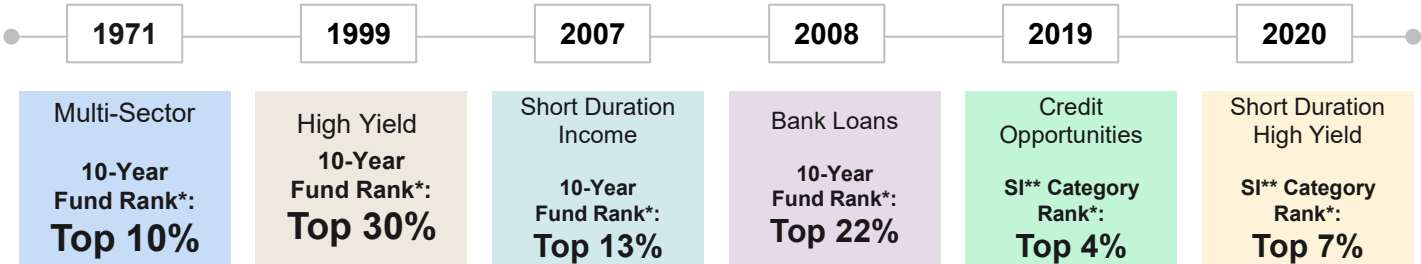 1971
1999
2007
2008
2019
2020
Multi-Sector
10-Year
Fund Rank*:
Top 10%
High Yield
10-Year
Fund Rank*:
Top 30%
Short Duration
Income
10-Year
Fund Rank*:
Top 13%
Bank Loans
10-Year
Fund Rank*:
Top 22%
Credit
Opportunities
SI** Category
Rank*:
Top 4%
Short Duration
High Yield
SI** Category
Rank*:
Top 7%